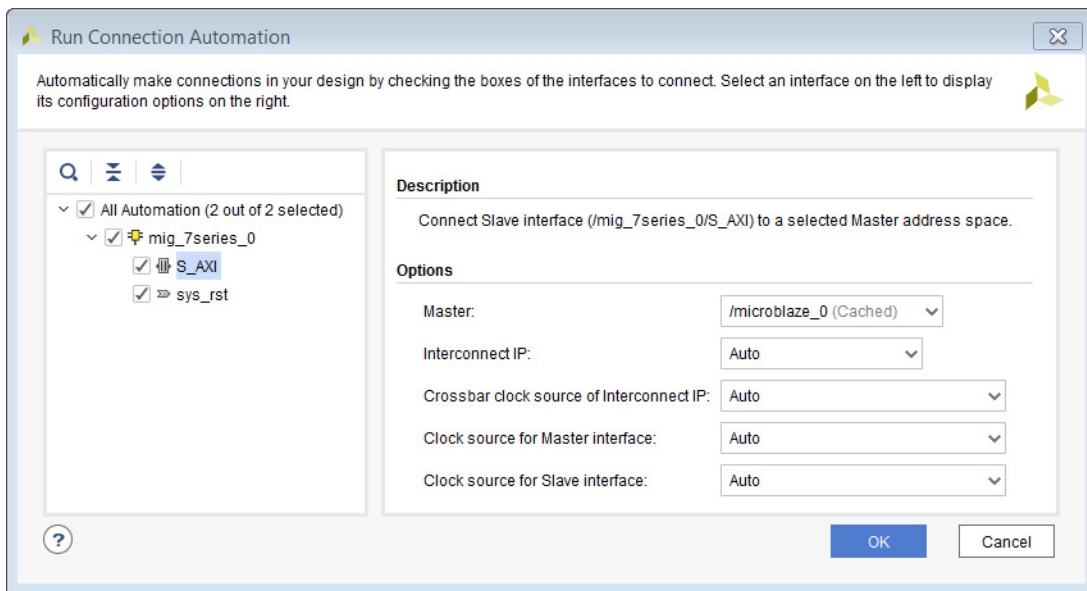 Run Connection Automation
Automatically make connections in your design by checking the boxes of the interfaces to connect. Select an interface on the left to display
its configuration options on the right.
All Automation (2 out of 2 selected)
mig_7series_0
S_AXI
sys_rst
Description
Connect Slave interface (/mig_7series_0/S_AXI) to a selected Master address space.
Options
Master: /microblaze_0 (Cached)
Interconnect IP: Auto
Crossbar clock source of Interconnect IP: Auto
Clock source for Master interface: Auto
Clock source for Slave interface: Auto
? OK Cancel